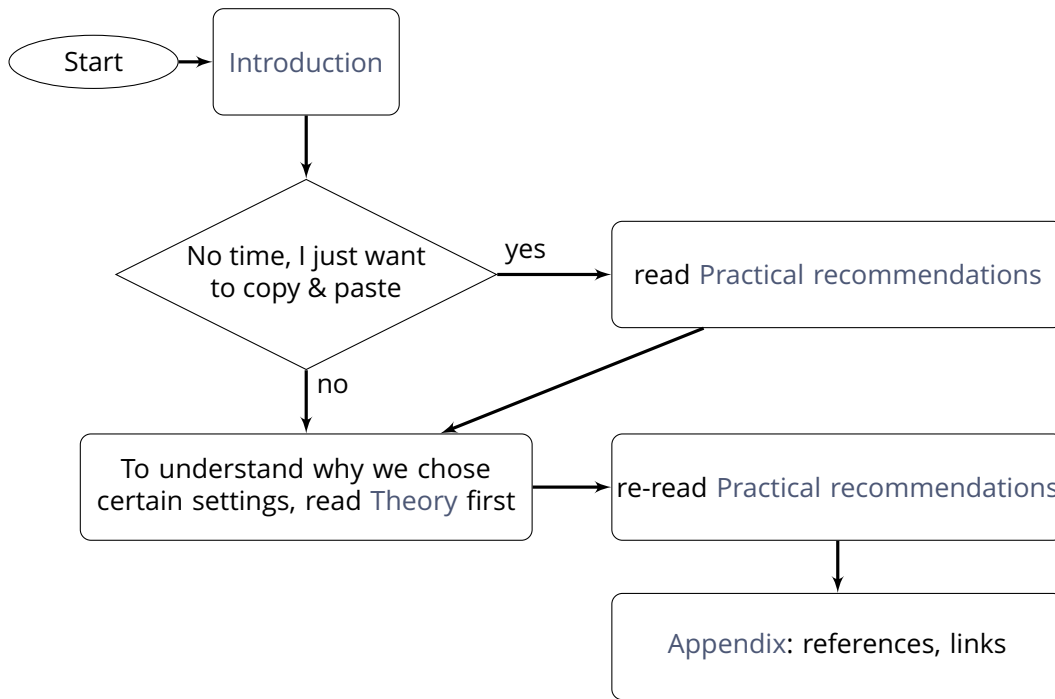 Start
Introduction
No time, I just want
to copy & paste
yes
read Practical recommendations
no
To understand why we chose
certain settings, read Theory first
re-read Practical recommendations
Appendix: references, links